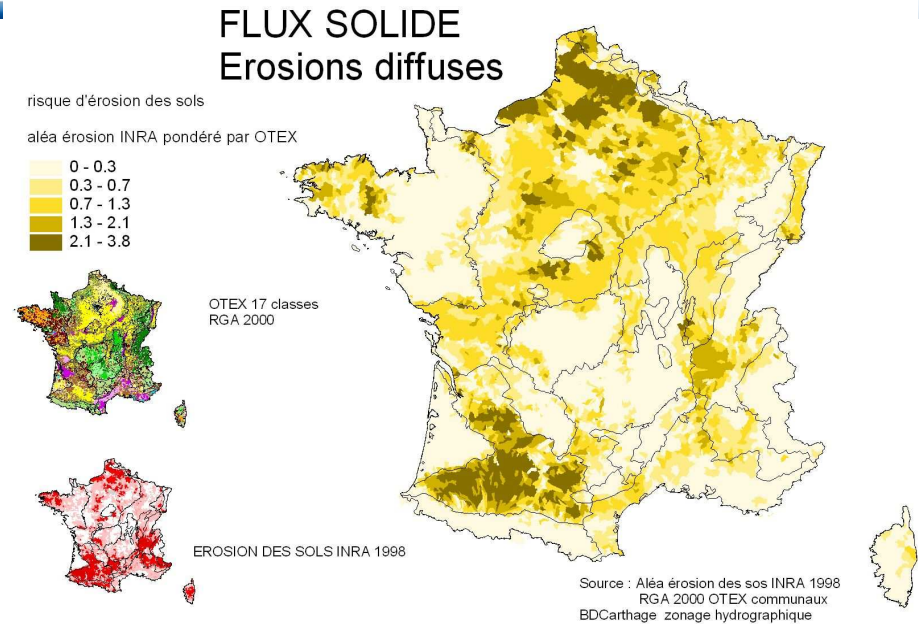 FLUX SOLIDE
Erosions diffuses
risque d'érosion des sols
aléa érosion INRA pondéré par OTEX
0 - 0.3
0.3 - 0.7
0.7 - 1.3
1.3 - 2.1
2.1 - 3.8
OTEX 17 classes
RGA 2000
EROSION DES SOLS INRA 1998
Source : Aléa érosion des sos INRA 1998
RGA 2000 OTEX communaux
BDCarthage zonage hydrographique